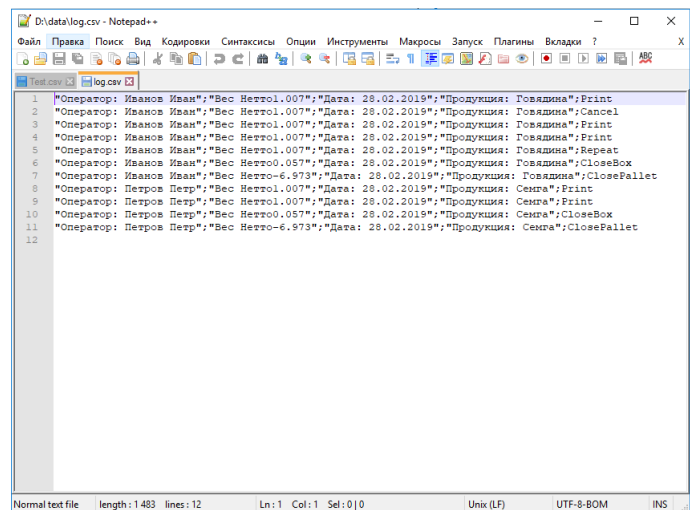 D:\data\log.csv - Notepad++
Файл Правка Поиск Вид Кодировки Синтаксисы Опции Инструменты Макросы Запуск Плагины Вкладки ? X
Test.csv log.csv
1 "Оператор: Иванов Иван";"Вес Нетто1.007";"Дата: 28.02.2019";"Продукция: Говядина";Print
2 "Оператор: Иванов Иван";"Вес Нетто1.007";"Дата: 28.02.2019";"Продукция: Говядина";Cancel
3 "Оператор: Иванов Иван";"Вес Нетто1.007";"Дата: 28.02.2019";"Продукция: Говядина";Print
4 "Оператор: Иванов Иван";"Вес Нетто1.007";"Дата: 28.02.2019";"Продукция: Говядина";Print
5 "Оператор: Иванов Иван";"Вес Нетто1.007";"Дата: 28.02.2019";"Продукция: Говядина";Repeat
6 "Оператор: Иванов Иван";"Вес Нетто0.057";"Дата: 28.02.2019";"Продукция: Говядина";CloseBox
7 "Оператор: Иванов Иван";"Вес Нетто-6.973";"Дата: 28.02.2019";"Продукция: Говядина";ClosePallet
8 "Оператор: Петров Петр";"Вес Нетто1.007";"Дата: 28.02.2019";"Продукция: Семга";Print
9 "Оператор: Петров Петр";"Вес Нетто1.007";"Дата: 28.02.2019";"Продукция: Семга";Print
10 "Оператор: Петров Петр";"Вес Нетто0.057";"Дата: 28.02.2019";"Продукция: Семга";CloseBox
11 "Оператор: Петров Петр";"Вес Нетто-6.973";"Дата: 28.02.2019";"Продукция: Семга";ClosePallet
12
Normal text file length : 1 483 lines : 12 Ln : 1 Col : 1 Sel : 0 | 0 Unix (LF) UTF-8-BOM INS